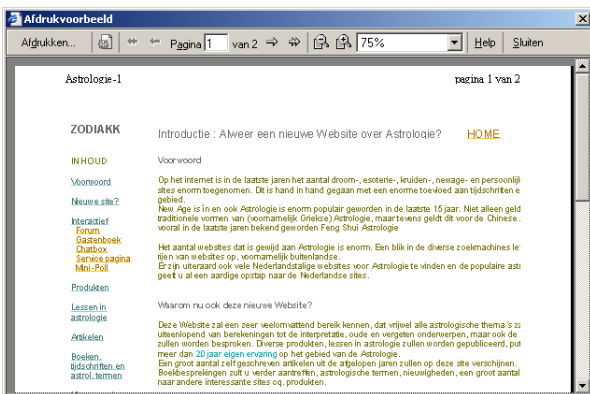 Afdrukvoorbeeld
Afdrukken... Pagina 1 van 2 75% Help Sluiten
Astrologie-1 pagina 1 van 2
ZODIAKK
Introductie : Alweer een nieuwe Website over Astrologie? HOME
INHOUD
Voorwoord
Nieuwe site?
Interactief
Forum
Gastenboek
Chatbox
Service pagina
Mini-Poll
Produkten
Lessen in
astrologie
Artikelen
Boeken,
tijdschriften en
astrol. termen
Voorwoord
Op het internet is in de laatste jaren het aantal droom-, esoterie-, kruiden-, newage- en persoonlijk
sites enorm toegenomen. Dit is hand in hand gegaan met een enorme toevloed aan tijdschriften e
gebied.
New Age is in en ook Astrologie is enorm populair geworden in de laatste 15 jaar. Niet alleen geld
traditionele vormen van (voornamelijk Griekse) Astrologie, maar tevens geldt dit voor de Chinese
vooral in de laatste jaren bekend geworden Feng Shui Astrologie
Het aantal websites dat is gewijd aan Astrologie is enorm. Een blik in de diverse zoekmachines le
rijen van websites op, voornamelijk buitenlandse.
Er zijn uiteraard ook vele Nederlandstalige websites voor Astrologie te vinden en de populaire astr
geeft u al een aardige opstap naar de Nederlandse sites.
Waarom nu ook deze nieuwe Website?
Deze Website zal een zeer veelomvattend bereik kennen, dat vrijwel alle astrologische thema's za
uiteenlopend van berekeningen tot de interpretatie, oude en vergeten onderwerpen, maar ook de
zullen worden besproken. Diverse produkten, lessen in astrologie zullen worden gepubliceerd, put
meer dan 20 jaar eigen ervaring op het gebied van de Astrologie.
Een groot aantal zelf geschreven artikelen uit de afgelopen jaren zullen op deze site verschijnen.
Boekbesprekingen zult u verder aantreffen, astrologische termen, nieuwigheden, een groot aantal
naar andere interessante sites cq. produkten.